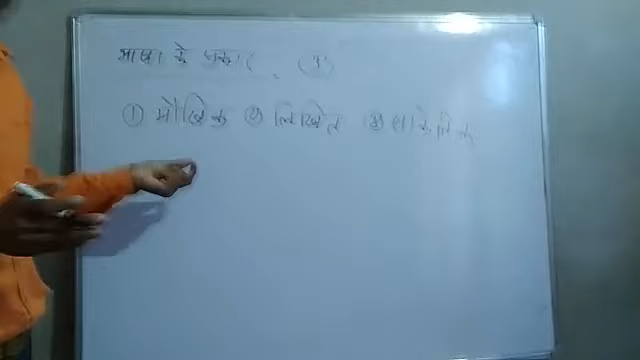 भाषा के प्रकार (3)
① मौखिक ② लिखित ③ सांकेतिक